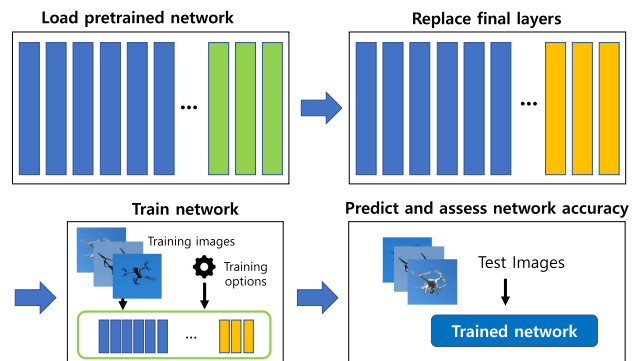 Load pretrained network
Replace final layers
...
...
Train network
Predict and assess network accuracy
Training images
Training
options
...
Test Images
Trained network